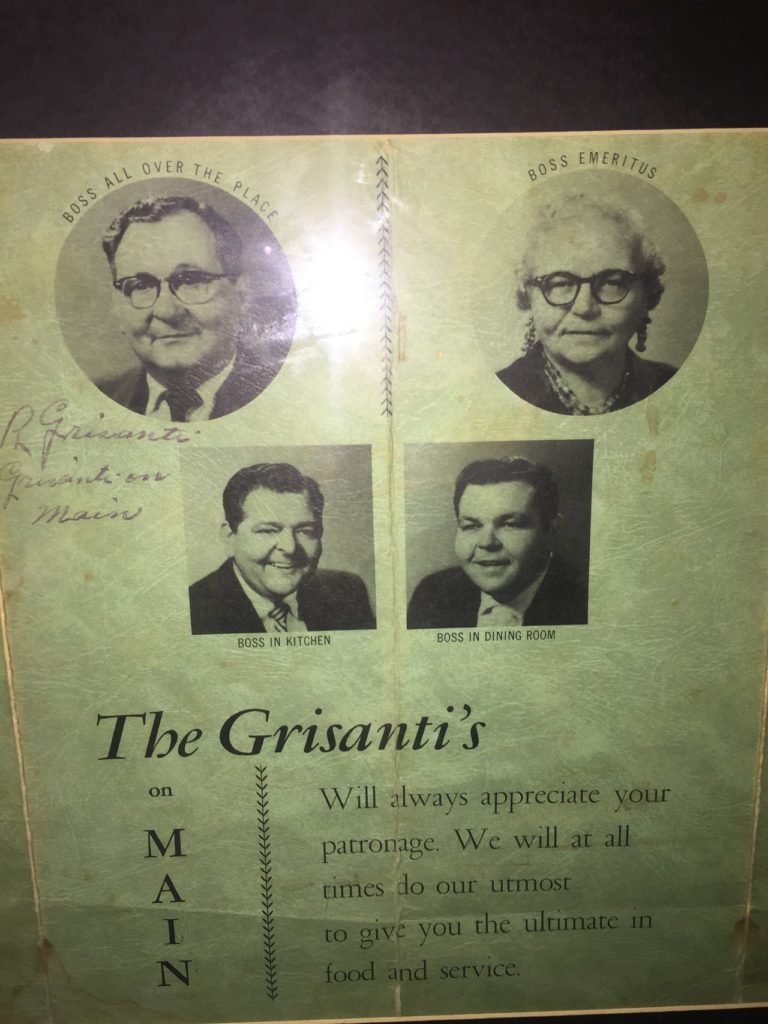 BOSS ALL OVER THE PLACE
BOSS EMERITUS
R Grisanti
Grisanti on
Main
BOSS IN KITCHEN
BOSS IN DINING ROOM
The Grisanti's
on
MAIN
Will always appreciate your
patronage. We will at all
times do our utmost
to give you the ultimate in
food and service.